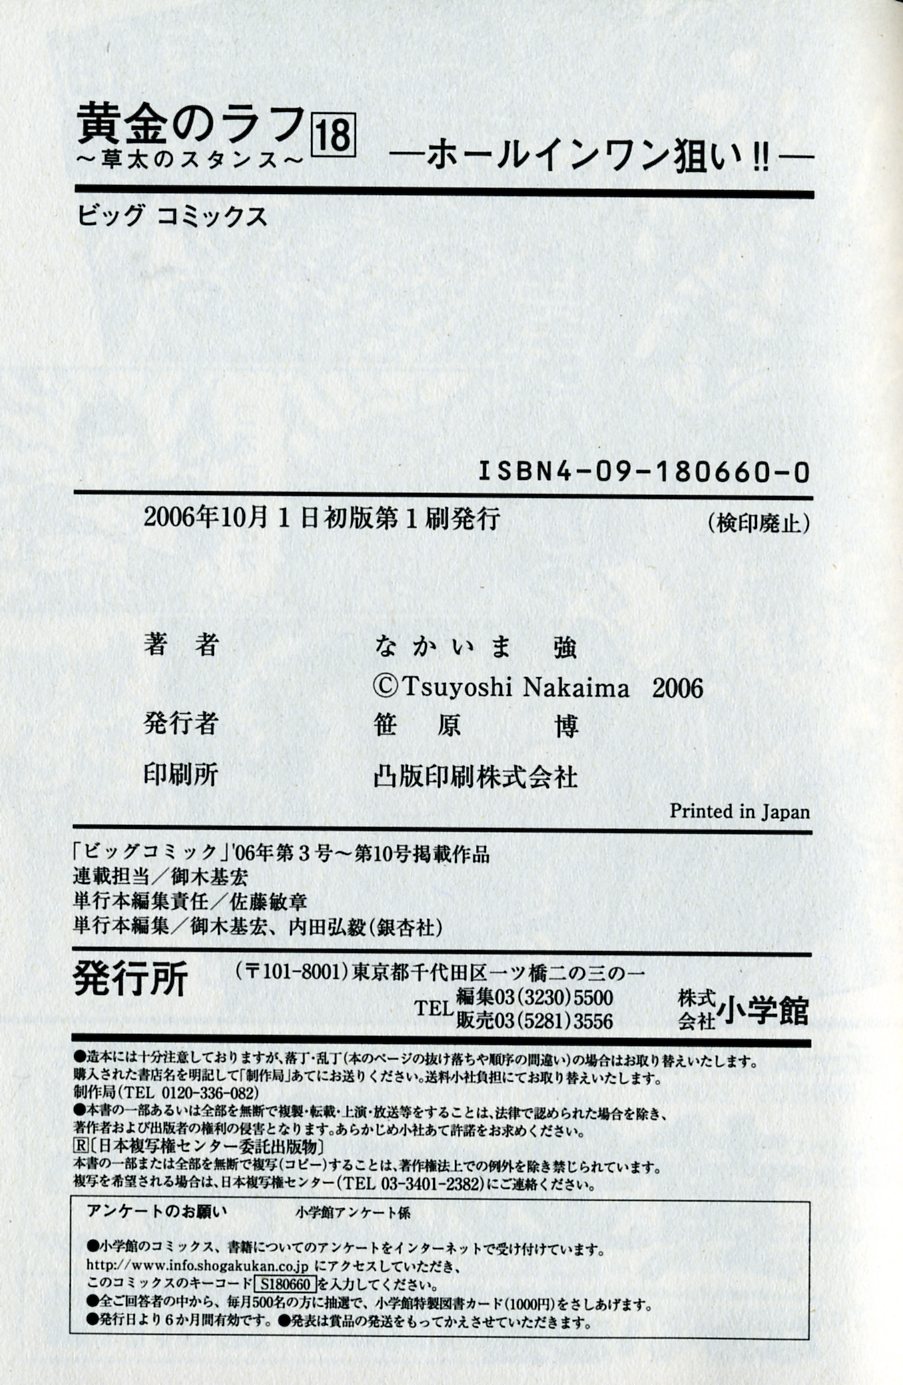 黄金のラフ 18 ―ホールインワン狙い!!―
～草太のスタンス～
ビッグ コミックス
ISBN4-09-180660-0
2006年10月1日初版第1刷発行 (検印廃止)
著者 なかいま 強
©Tsuyoshi Nakaima 2006
発行者 笹原 博
印刷所 凸版印刷株式会社
Printed in Japan
「ビッグコミック」'06年第3号～第10号掲載作品
連載担当／御木基宏
単行本編集責任／佐藤敏章
単行本編集／御木基宏、内田弘毅(銀杏社)
発行所 (〒101-8001)東京都千代田区一ツ橋二の三の一
TEL 編集03(3230)5500
販売03(5281)3556
株式会社 小学館
●造本には十分注意しておりますが、落丁・乱丁(本のページの抜け落ちや順序の間違い)の場合はお取り替えいたします。
購入された書店名を明記して「制作局」あてにお送りください。送料小社負担にてお取り替えいたします。
制作局(TEL 0120-336-082)
●本書の一部あるいは全部を無断で複製・転載・上演・放送等をすることは、法律で認められた場合を除き、
著作者および出版者の権利の侵害となります。あらかじめ小社あて許諾をお求めください。
R〔日本複写権センター委託出版物〕
本書の一部または全部を無断で複写(コピー)することは、著作権法上での例外を除き禁じられています。
複写を希望される場合は、日本複写権センター(TEL 03-3401-2382)にご連絡ください。
アンケートのお願い 小学館アンケート係
●小学館のコミックス、書籍についてのアンケートをインターネットで受け付けています。
http://www.info.shogakukan.co.jp にアクセスしていただき、
このコミックスのキーコード S180660 を入力してください。
●全ご回答者の中から、毎月500名の方に抽選で、小学館特製図書カード(1000円)をさしあげます。
●発行日より6か月間有効です。●発表は賞品の発送をもってかえさせていただきます。